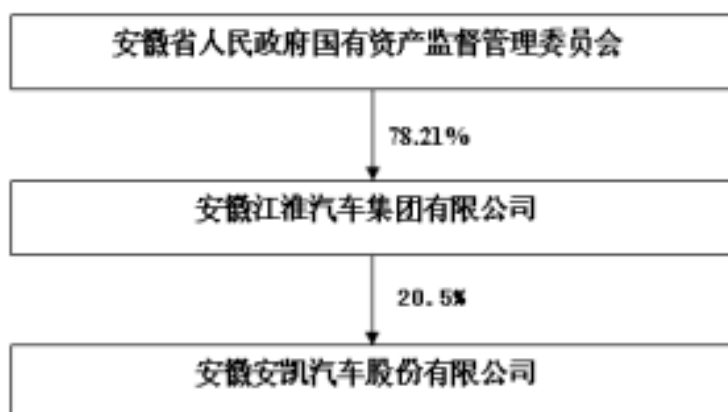 安徽省人民政府国有资产监督管理委员会
78.21%
安徽江淮汽车集团有限公司
20.5%
安徽安凯汽车股份有限公司